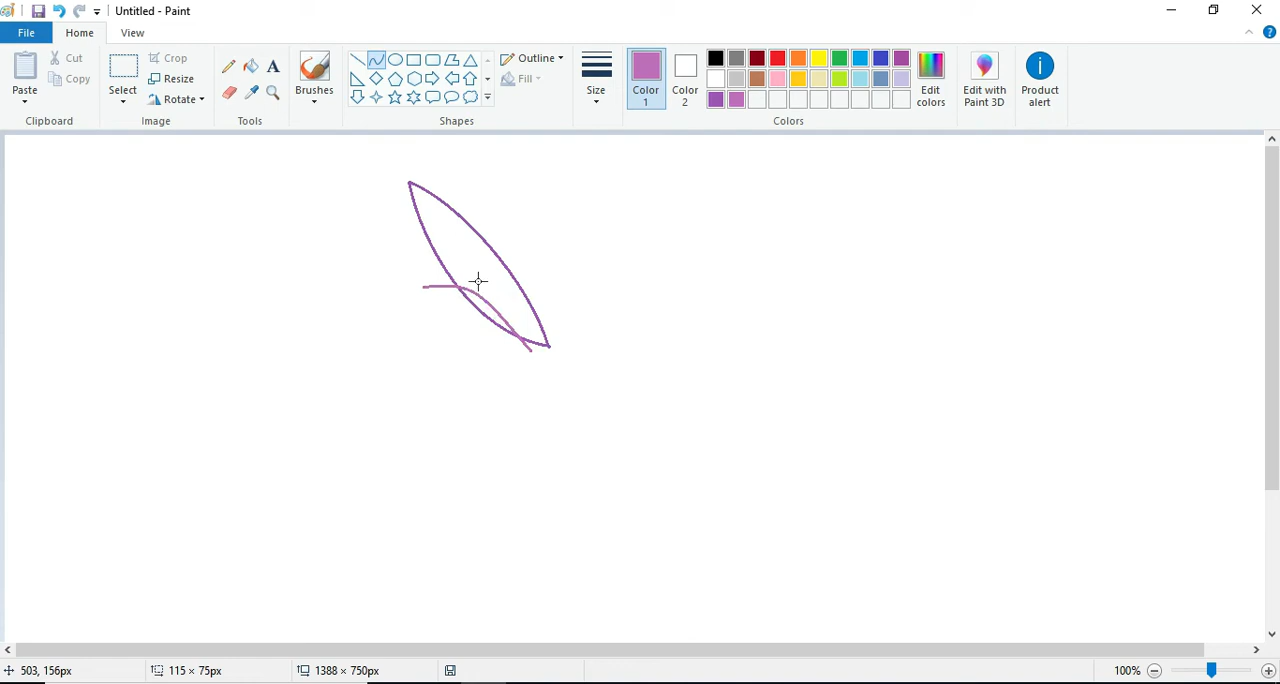 Untitled - Paint
File Home View
Paste
Cut
Copy
Clipboard
Select
Crop
Resize
Rotate
Image
Tools
Brushes
Outline
Fill
Shapes
Size
Color 1
Color 2
Edit colors
Colors
Edit with Paint 3D
Product alert
503, 156px
115 × 75px
1388 × 750px
100%